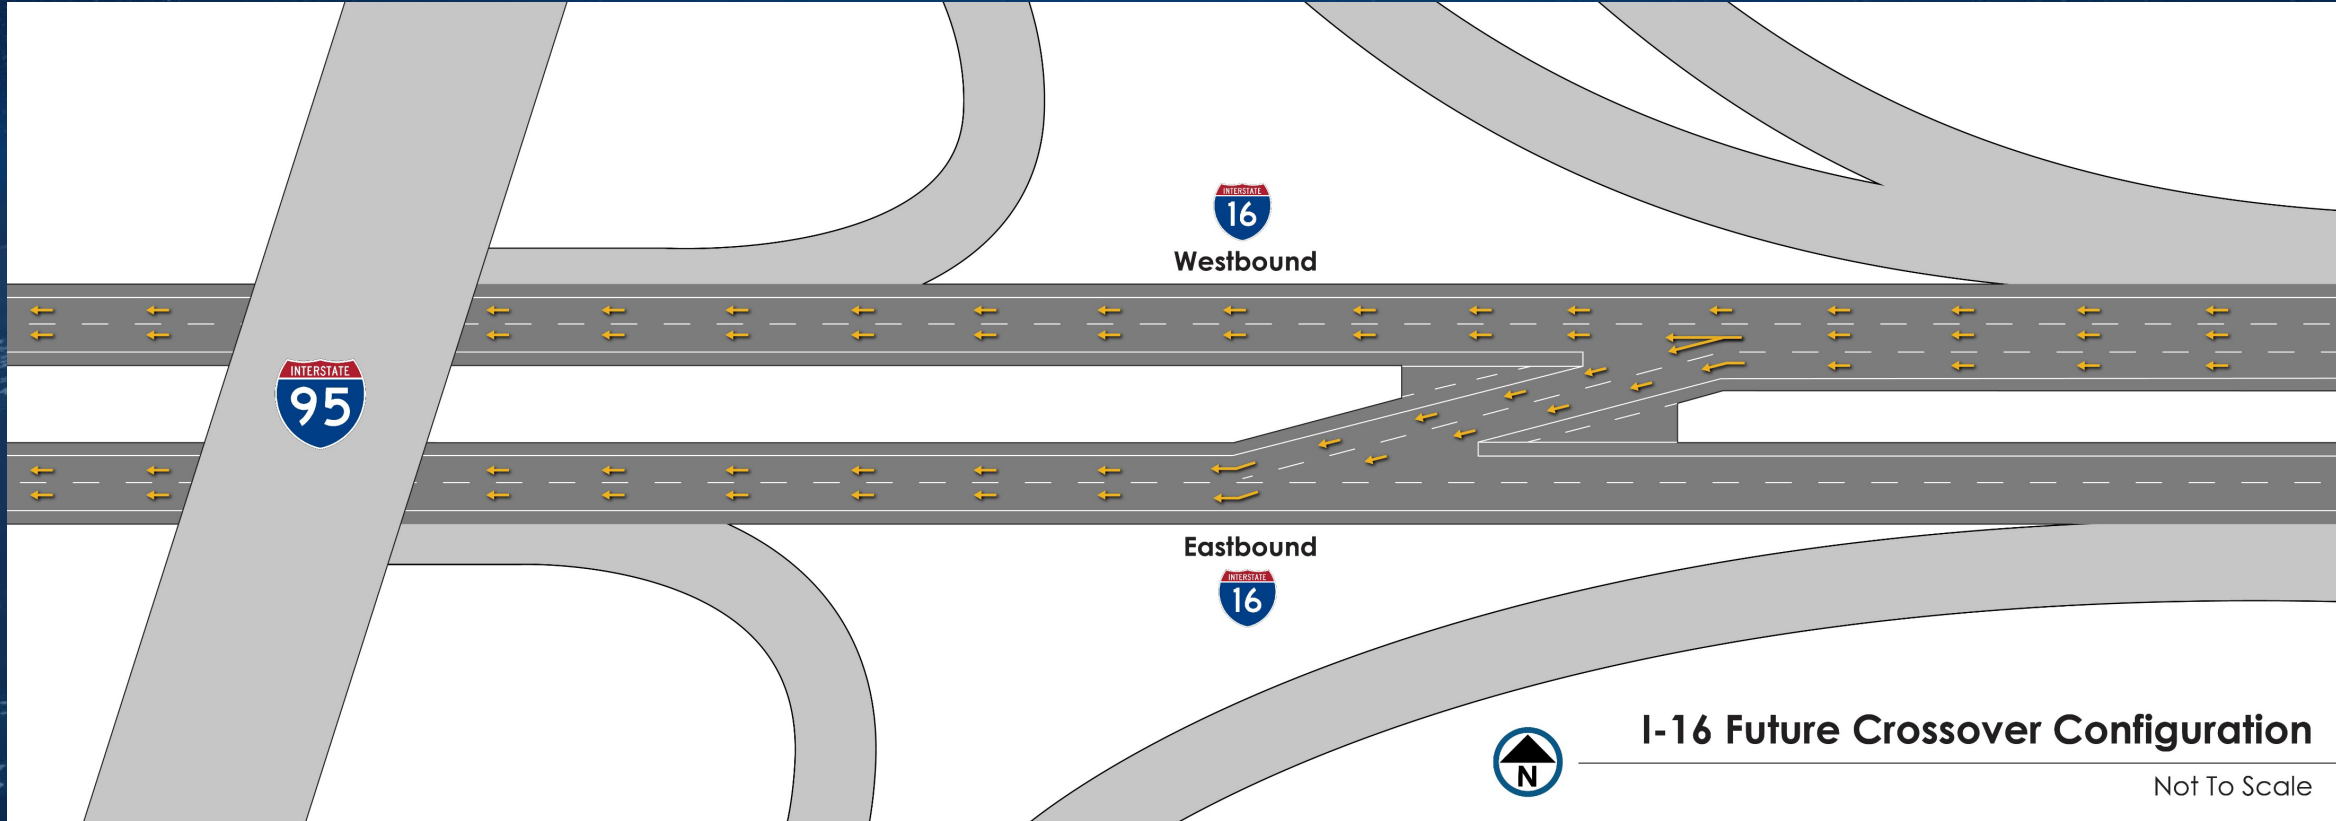 INTERSTATE
16
Westbound
INTERSTATE
95
Eastbound
INTERSTATE
16
I-16 Future Crossover Configuration
N
Not To Scale